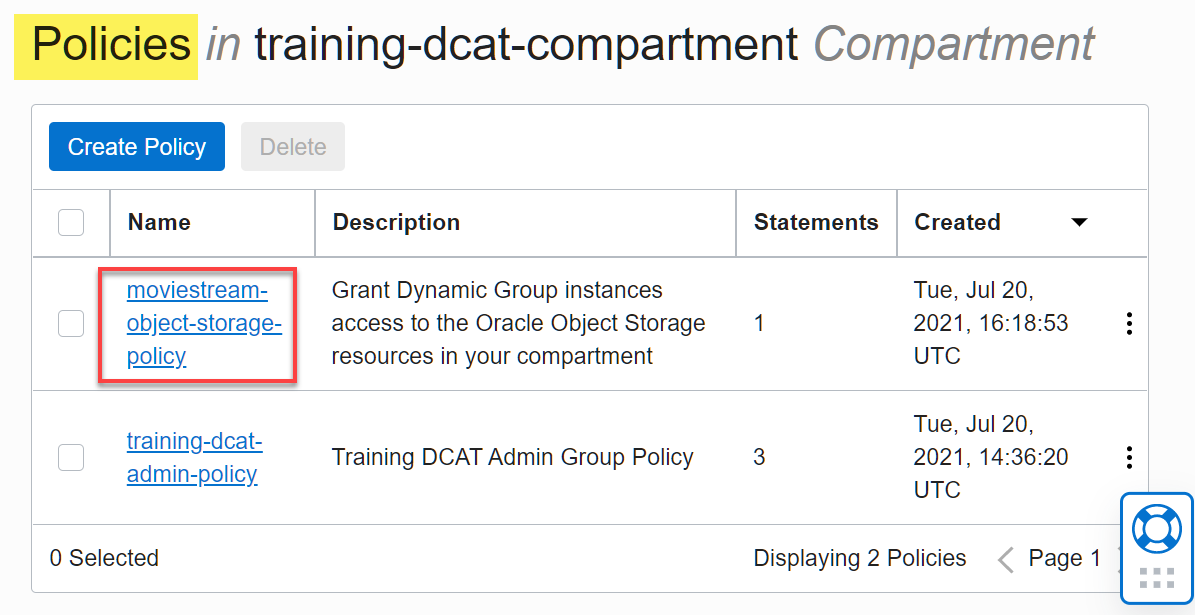 Policies in training-dcat-compartment Compartment
Create Policy Delete
Name Description Statements Created
moviestream-
object-storage-
policy
Grant Dynamic Group instances
access to the Oracle Object Storage
resources in your compartment
1
Tue, Jul 20,
2021, 16:18:53
UTC
training-dcat-
admin-policy
Training DCAT Admin Group Policy
3
Tue, Jul 20,
2021, 14:36:20
UTC
0 Selected
Displaying 2 Policies
Page 1